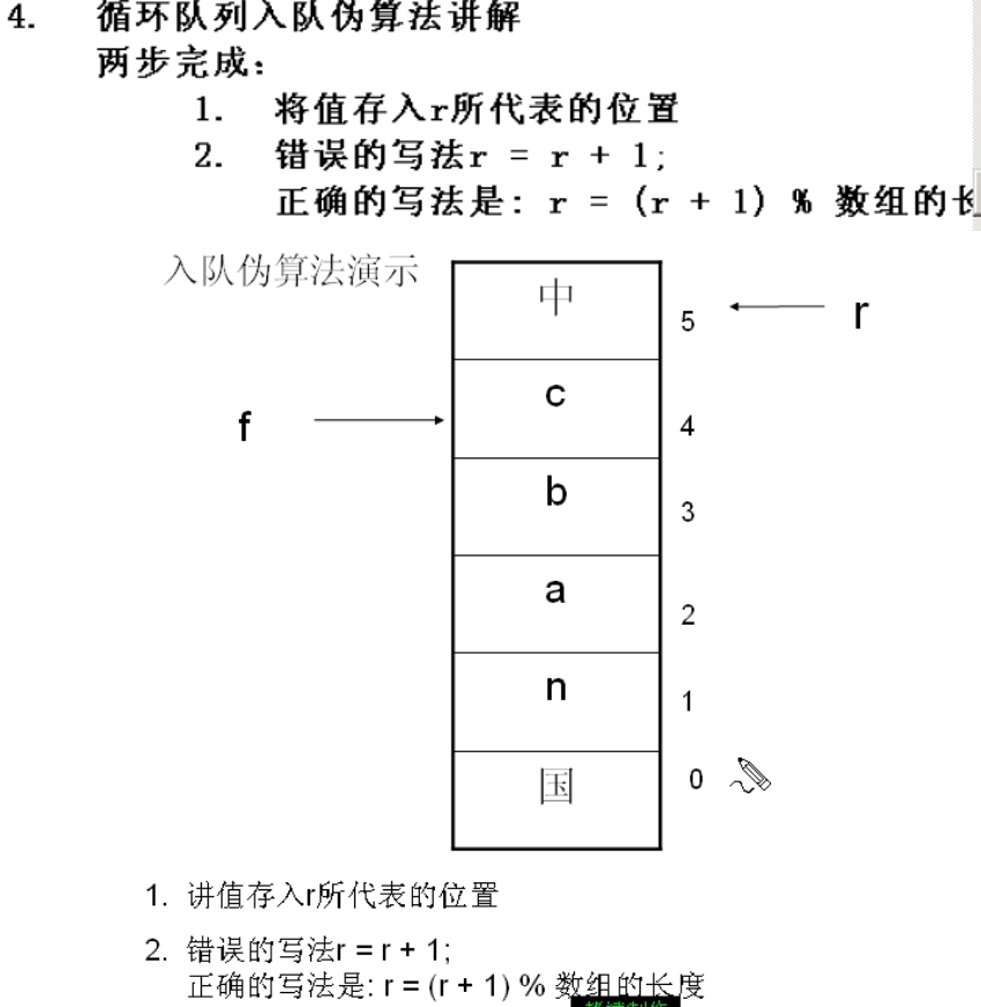 4. 循环队列入队伪算法讲解
两步完成：
1. 将值存入r所代表的位置
2. 错误的写法r = r + 1;
正确的写法是：r = (r + 1) % 数组的长
入队伪算法演示
中
5
r
c
f
4
b
3
a
2
n
1
国
0
1. 讲值存入r所代表的位置
2. 错误的写法r = r + 1;
正确的写法是: r = (r + 1) % 数组的长度